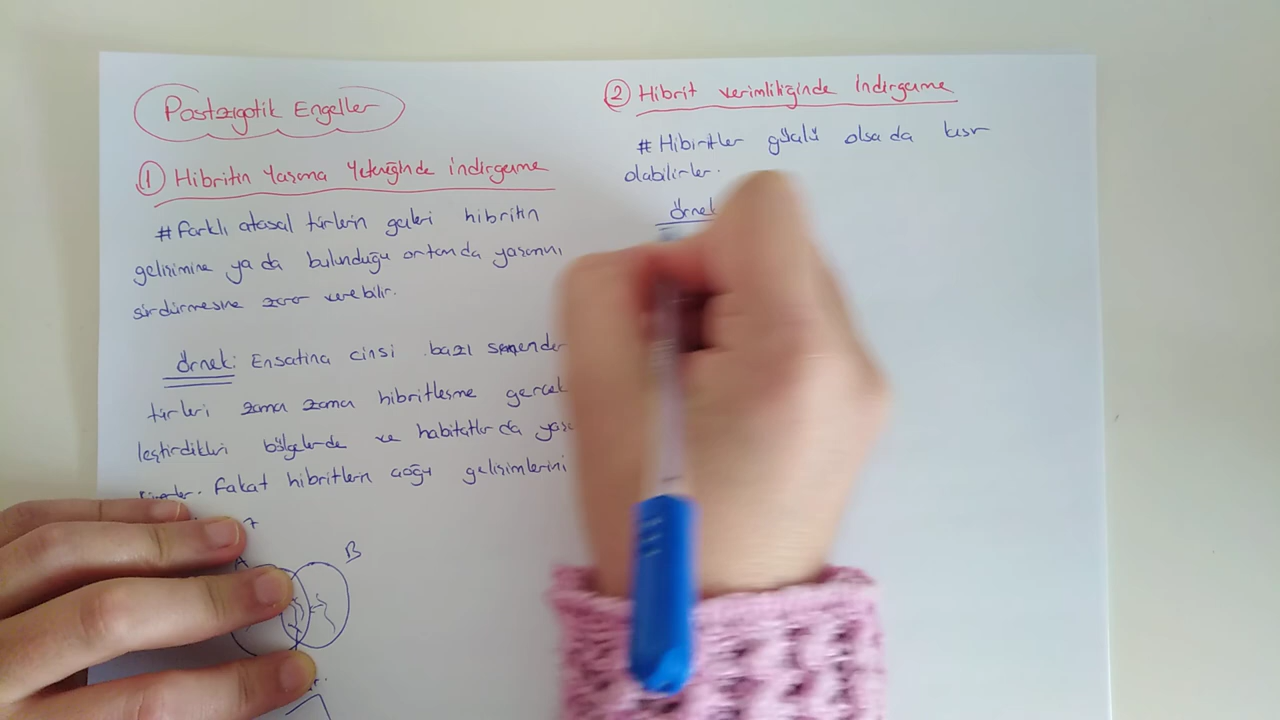 Postzigotik Engeller
① Hibritin Yaşama Yeteneğinde İndirgeme
# Farklı atasal türlerin genleri hibritin
gelişimine ya da bulunduğu ortamda yaşamını
sürdürmesine zarar verebilir.
Örnek: Ensatina cinsi bazı semender
türleri zaman zaman hibritleşme gerçek
leştirdikleri bölgelerde ve habitatlarda yaşa
Fakat hibritlerin çoğu gelişimlerini
A
B
② Hibrit verimliliğinde İndirgeme
# Hibiritler güçlü olsa da kısır
olabilirler.
Örnek